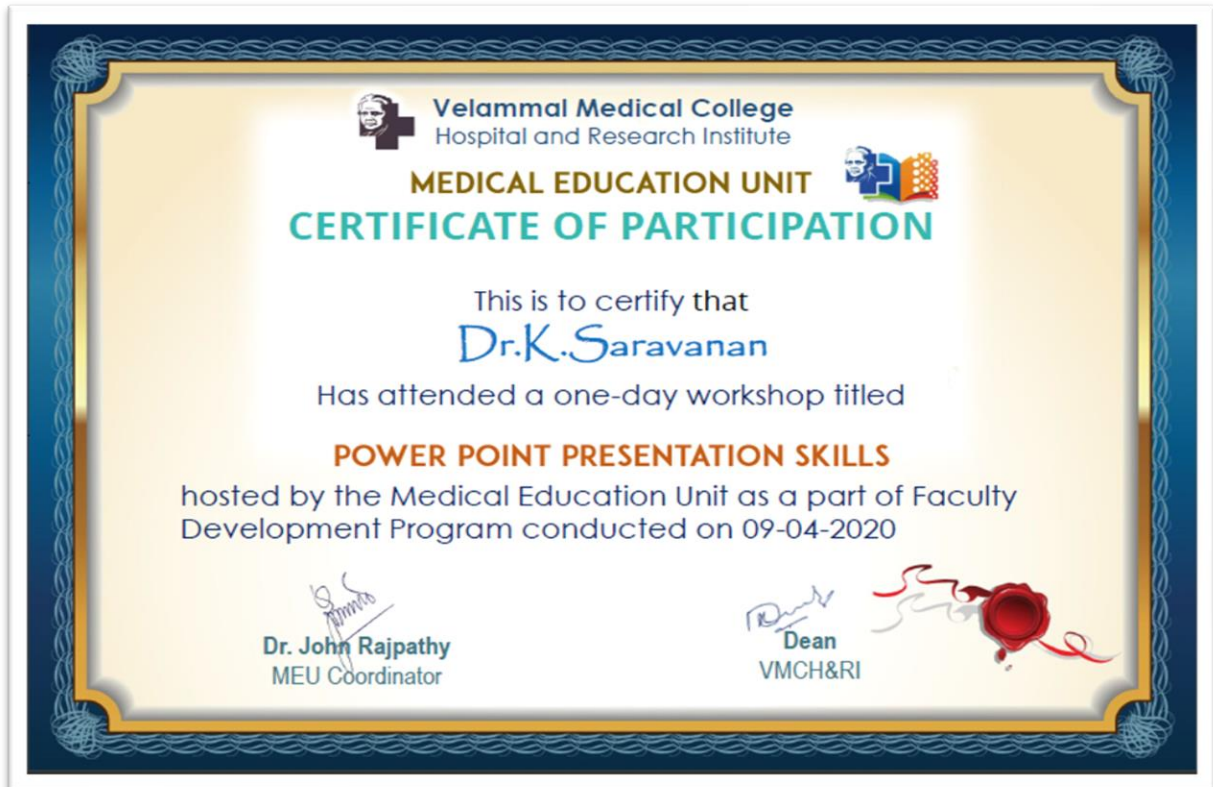 Velammal Medical College
Hospital and Research Institute
MEDICAL EDUCATION UNIT
CERTIFICATE OF PARTICIPATION
This is to certify that
Dr.K.Saravanan
Has attended a one-day workshop titled
POWER POINT PRESENTATION SKILLS
hosted by the Medical Education Unit as a part of Faculty
Development Program conducted on 09-04-2020
Dr. John Rajpathy
MEU Coordinator
Dean
VMCH&RI